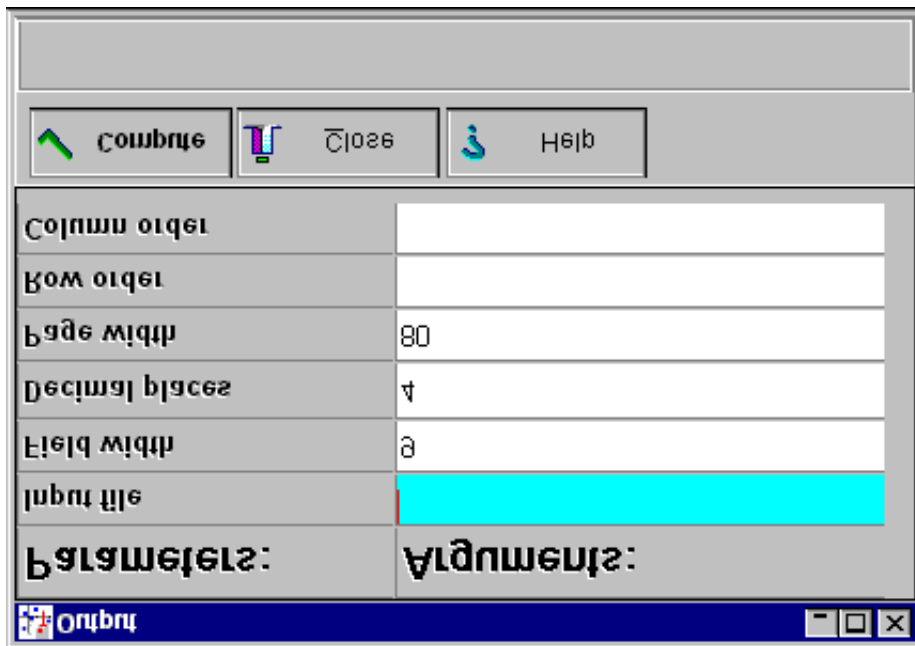 Output
Parameters: Arguments:
Input file
Field width 9
Decimal places 4
Page width 80
Row order
Column order
Compute Close Help